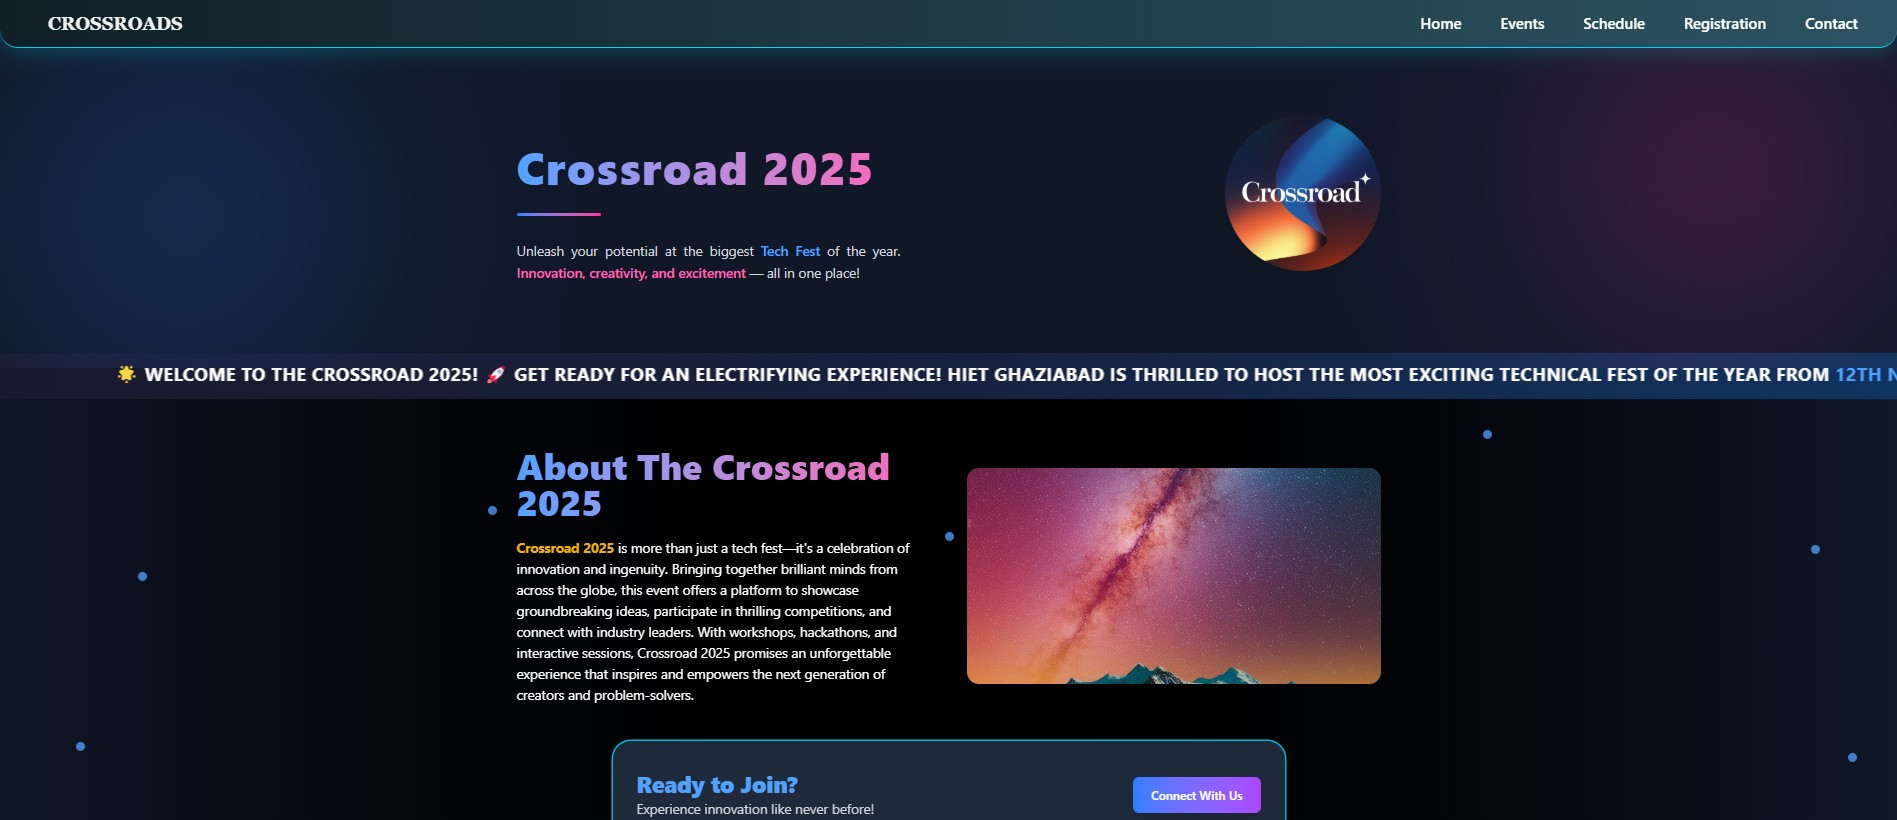 CROSSROADS
Home Events Schedule Registration Contact
Crossroad 2025
Unleash your potential at the biggest Tech Fest of the year.
Innovation, creativity, and excitement — all in one place!
Crossroad
🌟 WELCOME TO THE CROSSROAD 2025! 🚀 GET READY FOR AN ELECTRIFYING EXPERIENCE! HIET GHAZIABAD IS THRILLED TO HOST THE MOST EXCITING TECHNICAL FEST OF THE YEAR FROM 12TH N
About The Crossroad
2025
Crossroad 2025 is more than just a tech fest—it's a celebration of
innovation and ingenuity. Bringing together brilliant minds from
across the globe, this event offers a platform to showcase
groundbreaking ideas, participate in thrilling competitions, and
connect with industry leaders. With workshops, hackathons, and
interactive sessions, Crossroad 2025 promises an unforgettable
experience that inspires and empowers the next generation of
creators and problem-solvers.
Ready to Join?
Experience innovation like never before!
Connect With Us